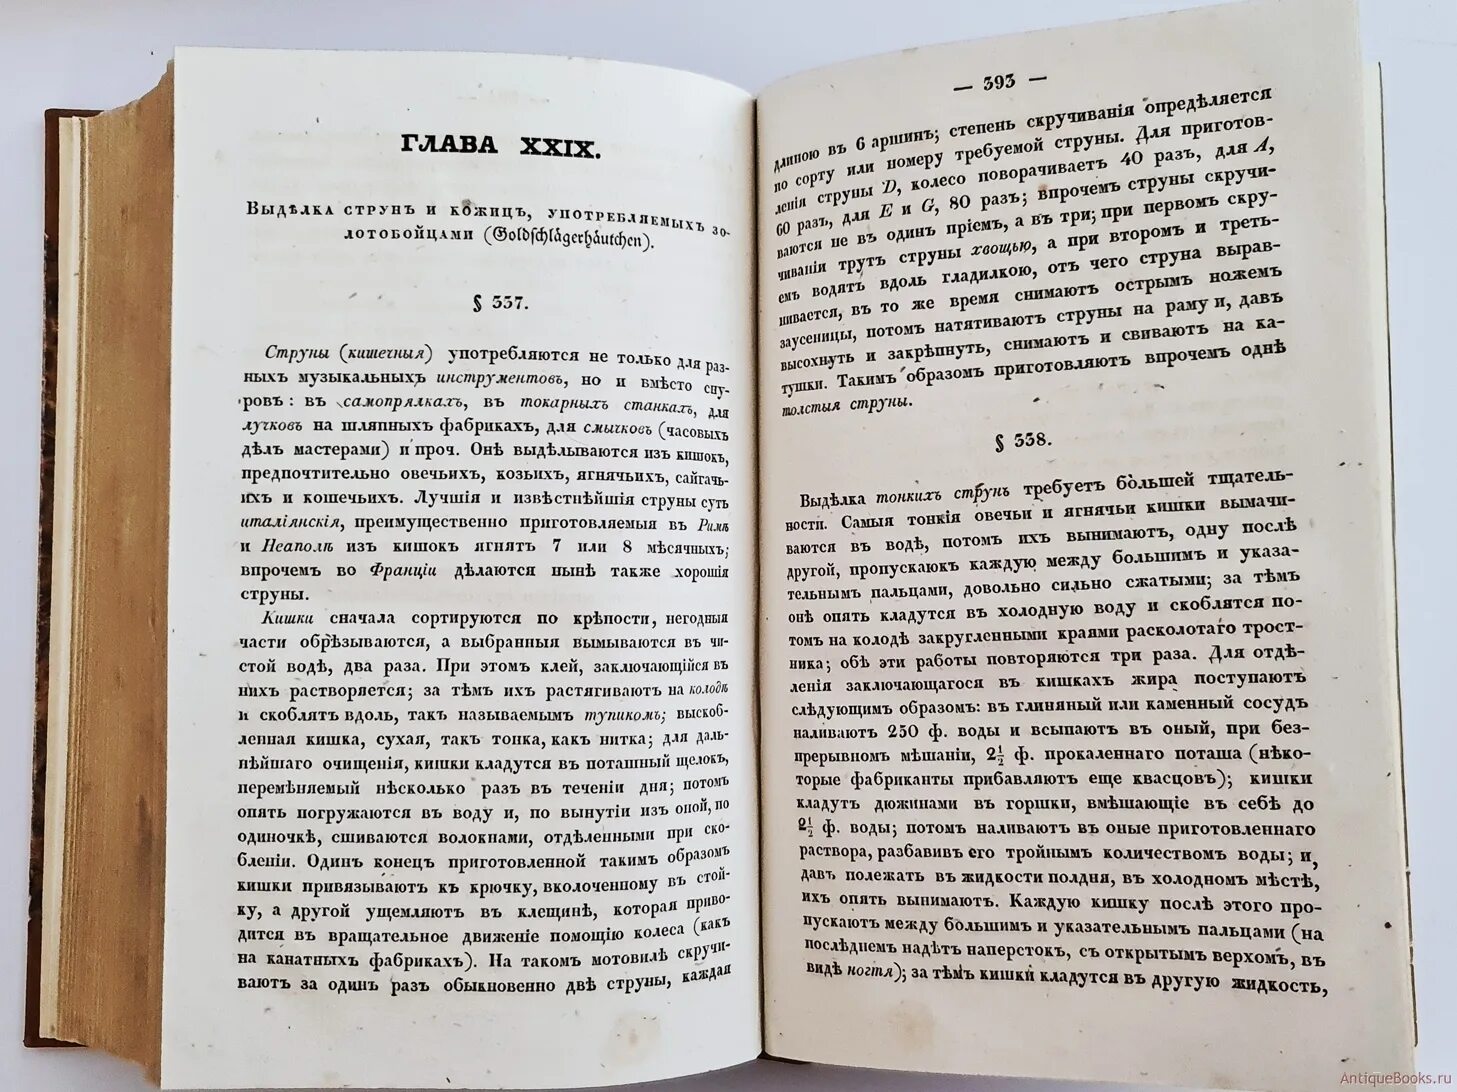 ГЛАВА XXIX.
Выдѣлка струнъ и кожицъ, употребляемыхъ зо-
лотобойцами (Goldschlägerhäutchen).
§ 337.
Струны (кишечныя) употребляются не только для раз-
ныхъ музыкальныхъ инструментовъ, но и вмѣсто сну-
ровъ: въ самопрялкахъ, въ токарныхъ станкахъ, для
лучковъ на шляпныхъ фабрикахъ, для смычковъ (часовыхъ
дѣлъ мастерами) и проч. Онѣ выдѣлываются изъ кишокъ,
предпочтительно овечьихъ, козьихъ, ягнячьихъ, сайгачь-
ихъ и кошечьихъ. Лучшія и извѣстнѣйшія струны суть
италіянскія, преимущественно приготовляемыя въ Римѣ
и Неаполѣ изъ кишокъ ягнятъ 7 или 8 мѣсячныхъ;
впрочемъ во Франціи дѣлаются нынѣ также хорошія
струны.
Кишки сначала сортируются по крѣпости, негодныя
части обрѣзываются, а выбранныя вымываются въ чи-
стой водѣ, два раза. При этомъ клей, заключающійся въ
нихъ растворяется; за тѣмъ ихъ растягиваютъ на колодѣ
и скоблятъ вдоль, такъ называемымъ тупикомъ; выскоб-
ленная кишка, сухая, такъ тонка, какъ нитка; для даль-
нѣйшаго очищенія, кишки кладутся въ поташный щелокъ,
перемѣняемый нѣсколько разъ въ теченіи дня; потомъ
опять погружаются въ воду и, по вынутіи изъ оной, по
одиночкѣ, сшиваются волокнами, отдѣленными при ско-
бленіи. Одинъ конецъ приготовленной такимъ образомъ
кишки привязываютъ къ крючку, вколоченному въ стой-
ку, а другой ущемляютъ въ клещинѣ, которая приво-
дится въ вращательное движеніе помощію колеса (какъ
на канатныхъ фабрикахъ). На такомъ мотовилѣ скручи-
ваютъ за одинъ разъ обыкновенно двѣ струны, каждая
— 393 —
длиною въ 6 аршинъ; степень скручиванія опредѣляется
по сорту или номеру требуемой струны. Для приготов-
ленія струны D, колесо поворачиваетъ 40 разъ, для A,
60 разъ, для E и G, 80 разъ; впрочемъ струны скручи-
ваются не въ одинъ пріемъ, а въ три; при первомъ скру-
чиваніи трутъ струны хвощью, а при второмъ и треть-
емъ водятъ вдоль гладилкою, отъ чего струна вырав-
нивается, въ то же время снимаютъ острымъ ножемъ
заусеницы, потомъ натятиваютъ струны на раму и, давъ
высохнуть и закрѣпнуть, снимаютъ и свиваютъ на ка-
тушки. Такимъ образомъ приготовляютъ впрочемъ однѣ
толстыя струны.
§ 338.
Выдѣлка тонкихъ струнъ требуетъ большей тщатель-
ности. Самыя тонкія овечьи и ягнячьи кишки вымачи-
ваются въ водѣ, потомъ ихъ вынимаютъ, одну послѣ
другой, пропускаюкъ каждую между большимъ и указа-
тельнымъ пальцами, довольно сильно сжатыми; за тѣмъ
онѣ опять кладутся въ холодную воду и скоблятся по-
томъ на колодѣ закругленными краями расколотаго трост-
ника; обѣ эти работы повторяются три раза. Для отдѣ-
ленія заключающагося въ кишкахъ жира поступаютъ
слѣдующимъ образомъ: въ глиняный или каменный сосудъ
наливаютъ 250 ф. воды и всыпаютъ въ оный, при без-
прерывномъ мѣшаніи, 2½ ф. прокаленнаго поташа (нѣко-
торые фабриканты прибавляютъ еще квасцовъ); кишки
кладутъ дюжинами въ горшки, вмѣшающіе въ себѣ до
2½ ф. воды; потомъ наливаютъ въ оные приготовленнаго
раствора, разбавивъ его тройнымъ количествомъ воды; и,
давъ полежать въ жидкости полдня, въ холодномъ мѣстѣ,
ихъ опять вынимаютъ. Каждую кишку послѣ этого про-
пускаютъ между большимъ и указательнымъ пальцами (на
послѣднемъ надѣтъ наперстокъ, съ открытымъ верхомъ, въ
видѣ ногтя); за тѣмъ кишки кладутся въ другую жидкость,
AntiqueBooks.ru